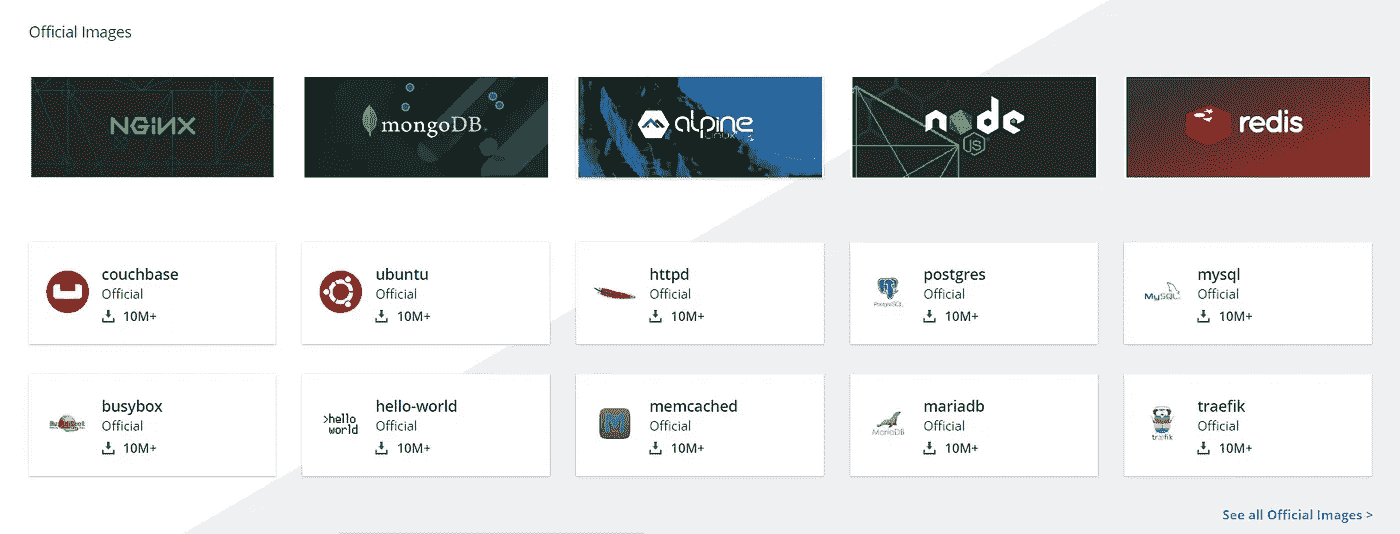 Official Images
NGiNX
mongoDB
alpine
LINUX
node
JS
redis
couchbase
Official
10M+
ubuntu
Official
10M+
httpd
Official
10M+
PostgreSQL
postgres
Official
10M+
MySQL
mysql
Official
10M+
busybox
Official
10M+
>hello
world
hello-world
Official
10M+
M
memcached
Official
10M+
MariaDB
mariadb
Official
10M+
træfik
traefik
Official
10M+
See all Official Images >